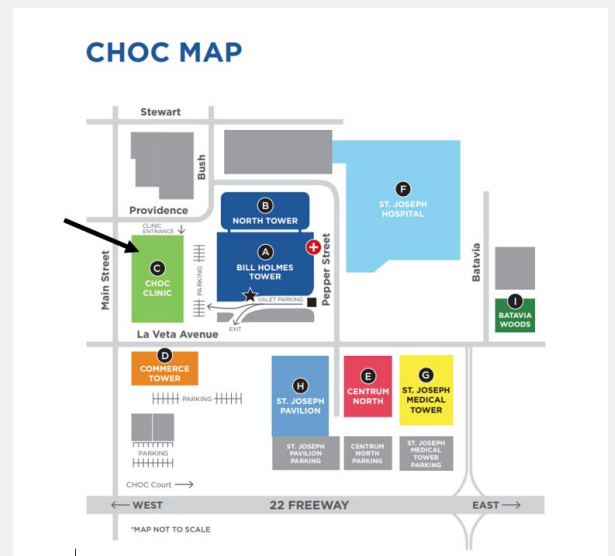 CHOC MAP
Stewart
Bush
Providence
CLINIC
ENTRANCE
B
NORTH TOWER
F
ST. JOSEPH
HOSPITAL
Main Street
C
CHOC
CLINIC
PARKING
A
BILL HOLMES
TOWER
Pepper Street
VALET PARKING
EXIT
Batavia
I
BATAVIA
WOODS
La Veta Avenue
D
COMMERCE
TOWER
PARKING
H
ST. JOSEPH
PAVILION
E
CENTRUM
NORTH
G
ST. JOSEPH
MEDICAL
TOWER
PARKING
ST. JOSEPH
PAVILION
PARKING
CENTRUM
NORTH
PARKING
ST. JOSEPH
MEDICAL
TOWER
PARKING
CHOC Court
WEST
22 FREEWAY
EAST
*MAP NOT TO SCALE